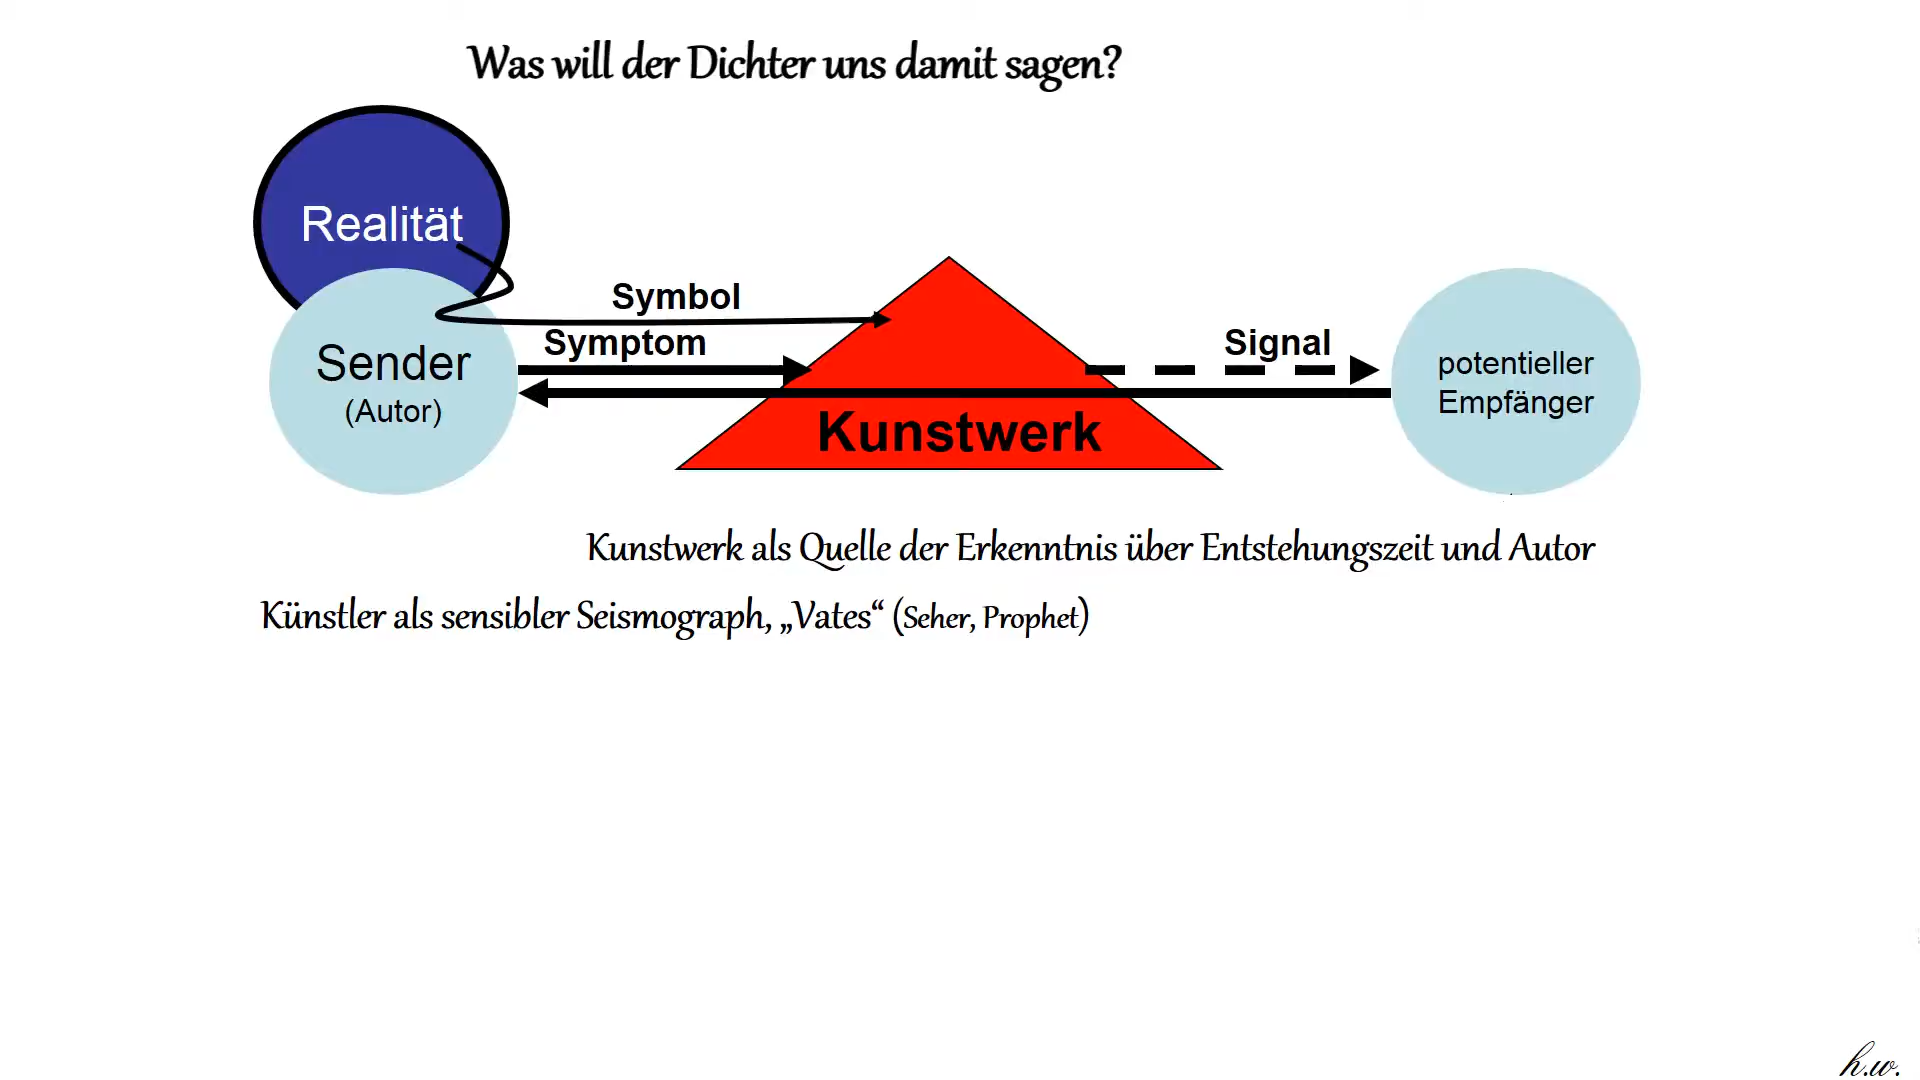 Was will der Dichter uns damit sagen?
Realität
Symbol
Symptom
Sender
(Autor)
Signal
potentieller
Empfänger
Kunstwerk
Kunstwerk als Quelle der Erkenntnis über Entstehungszeit und Autor
Künstler als sensibler Seismograph, „Vates“ (Seher, Prophet)
h.w.